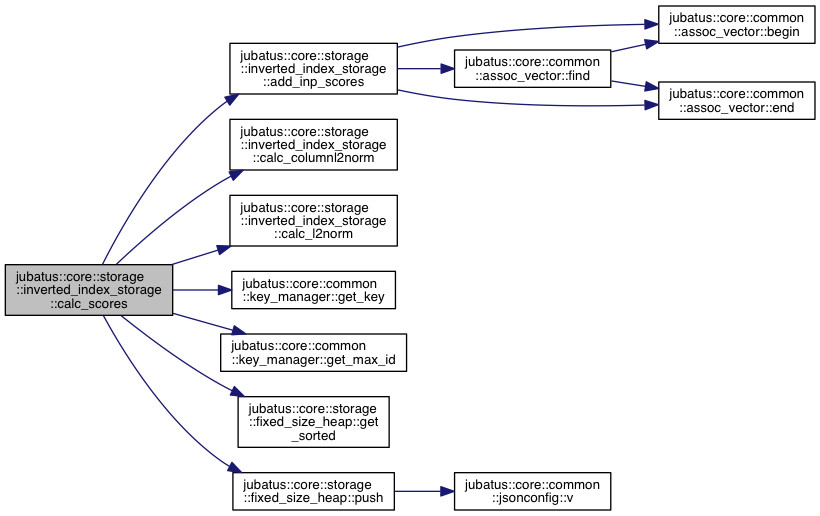 jubatus::core::storage
::inverted_index_storage
::calc_scores
jubatus::core::storage
::inverted_index_storage
::add_inp_scores
jubatus::core::common
::assoc_vector::find
jubatus::core::common
::assoc_vector::begin
jubatus::core::common
::assoc_vector::end
jubatus::core::storage
::inverted_index_storage
::calc_columnl2norm
jubatus::core::storage
::inverted_index_storage
::calc_l2norm
jubatus::core::common
::key_manager::get_key
jubatus::core::common
::key_manager::get_max_id
jubatus::core::storage
::fixed_size_heap::get
_sorted
jubatus::core::storage
::fixed_size_heap::push
jubatus::core::common
::jsonconfig::v